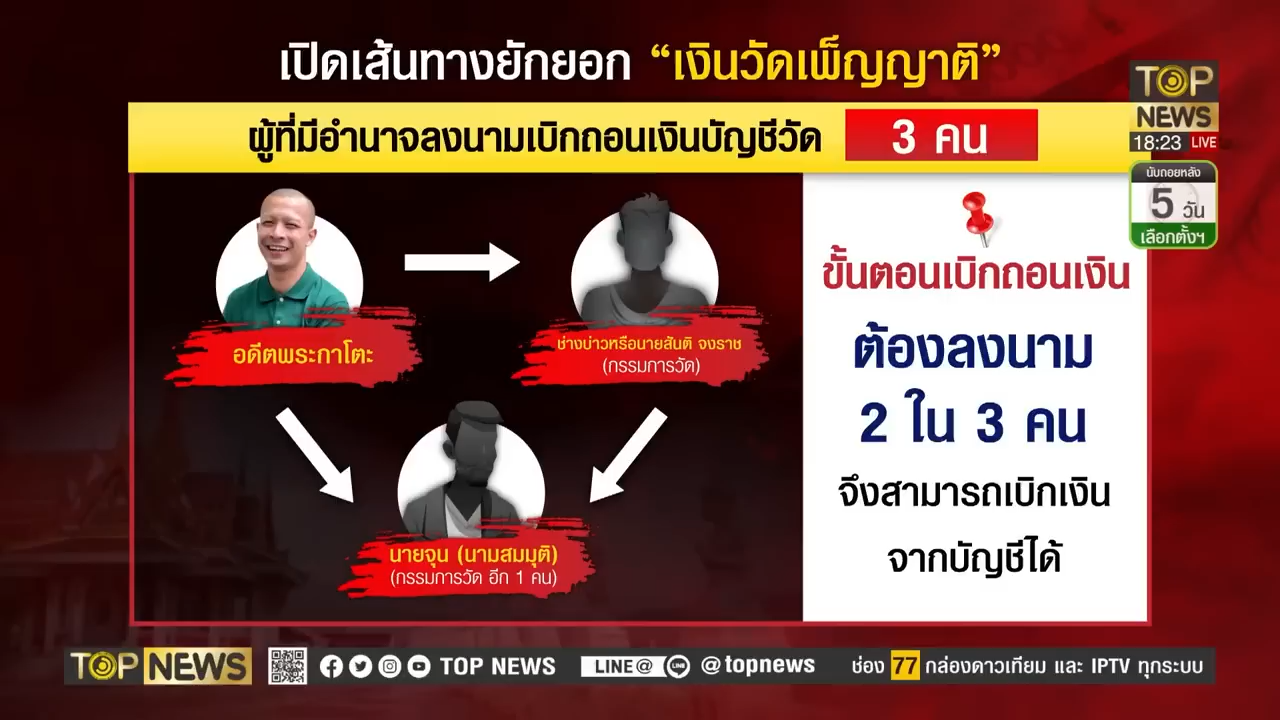 เปิดเส้นทางยักยอก “เงินวัดเพ็ญญาติ”
ผู้ที่มีอำนาจลงนามเบิกถอนเงินบัญชีวัด 3 คน
TOP NEWS
18:23 LIVE
นับถอยหลัง
5 วัน
เลือกตั้งฯ
อดีตพระกาโตะ
ช่างบ่าวหรือนายสันติ จงราช
(กรรมการวัด)
นายจุน (นามสมมุติ)
(กรรมการวัด อีก 1 คน)
ขั้นตอนเบิกถอนเงิน
ต้องลงนาม
2 ใน 3 คน
จึงสามารถเบิกเงิน
จากบัญชีได้
TOP NEWS TOP NEWS LINE@ LINE @topnews ช่อง 77 กล่องดาวเทียม และ IPTV ทุกระบบ